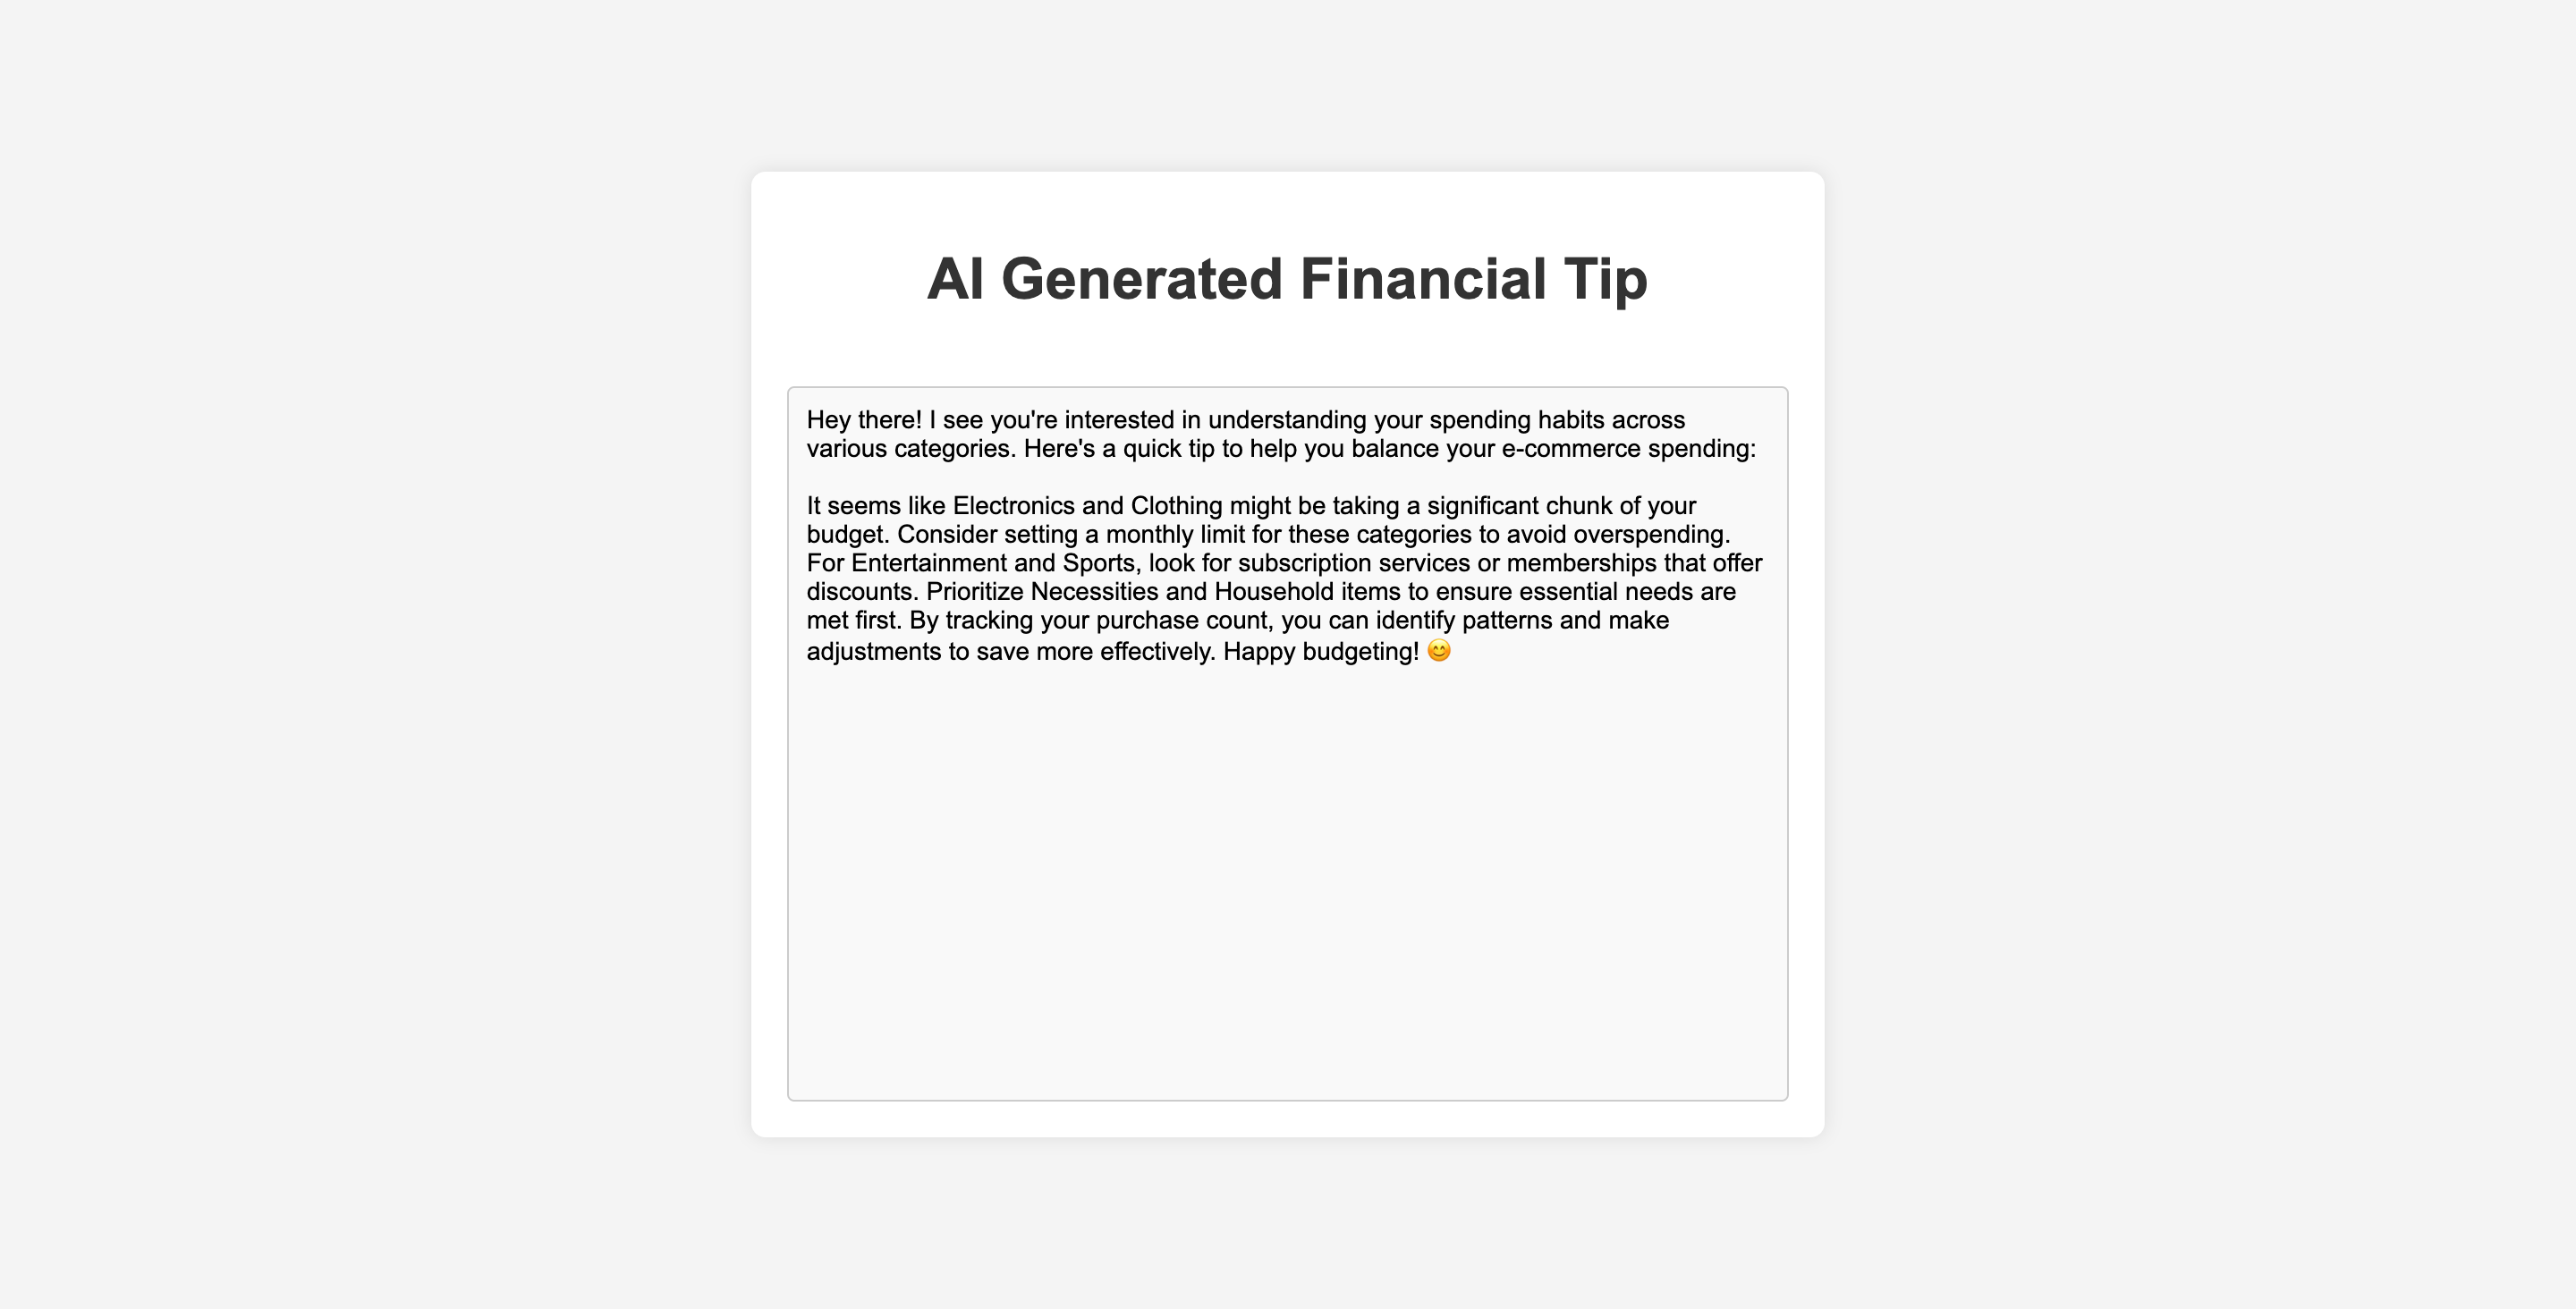 AI Generated Financial Tip
Hey there! I see you're interested in understanding your spending habits across
various categories. Here's a quick tip to help you balance your e-commerce spending:
It seems like Electronics and Clothing might be taking a significant chunk of your
budget. Consider setting a monthly limit for these categories to avoid overspending.
For Entertainment and Sports, look for subscription services or memberships that offer
discounts. Prioritize Necessities and Household items to ensure essential needs are
met first. By tracking your purchase count, you can identify patterns and make
adjustments to save more effectively. Happy budgeting! 😊